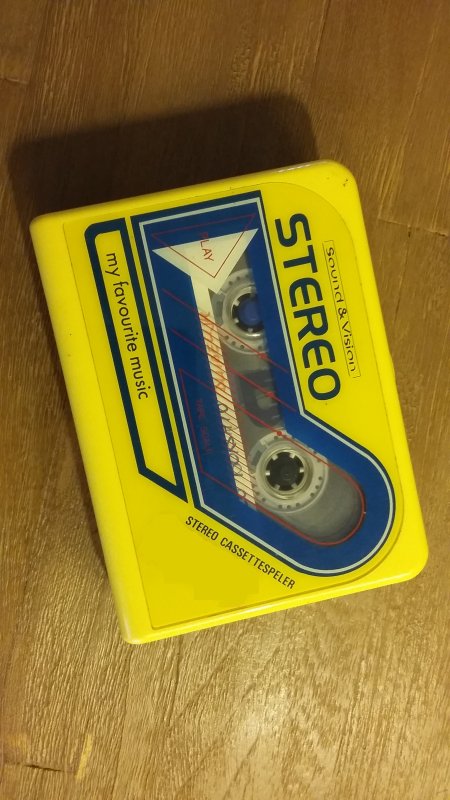 Sound & Vision
STEREO
PLAY
my favourite music
STEREO CASSETTESPELER